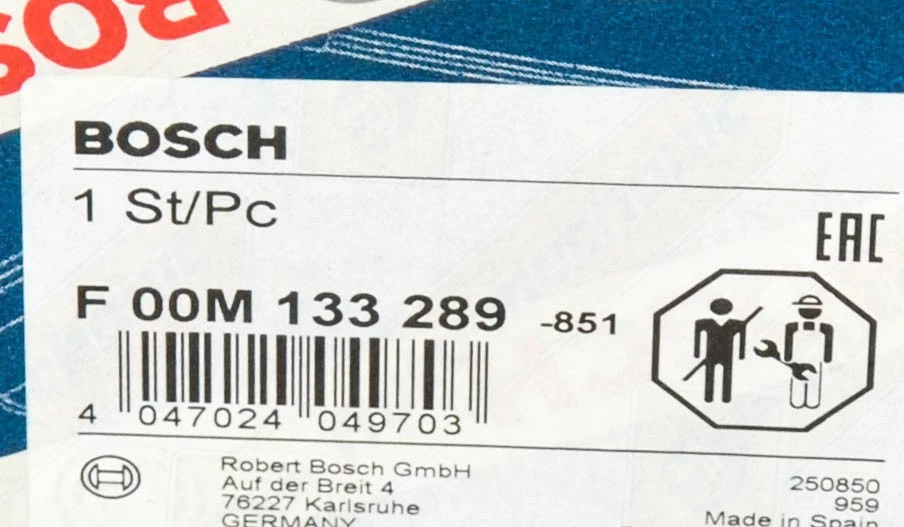 BOSCH
BOSCH
1 St/Pc
EAC
F 00M 133 289 -851
4 047024 049703
Robert Bosch GmbH
Auf der Breit 4
76227 Karlsruhe
GERMANY
250850
959
Made in Spain